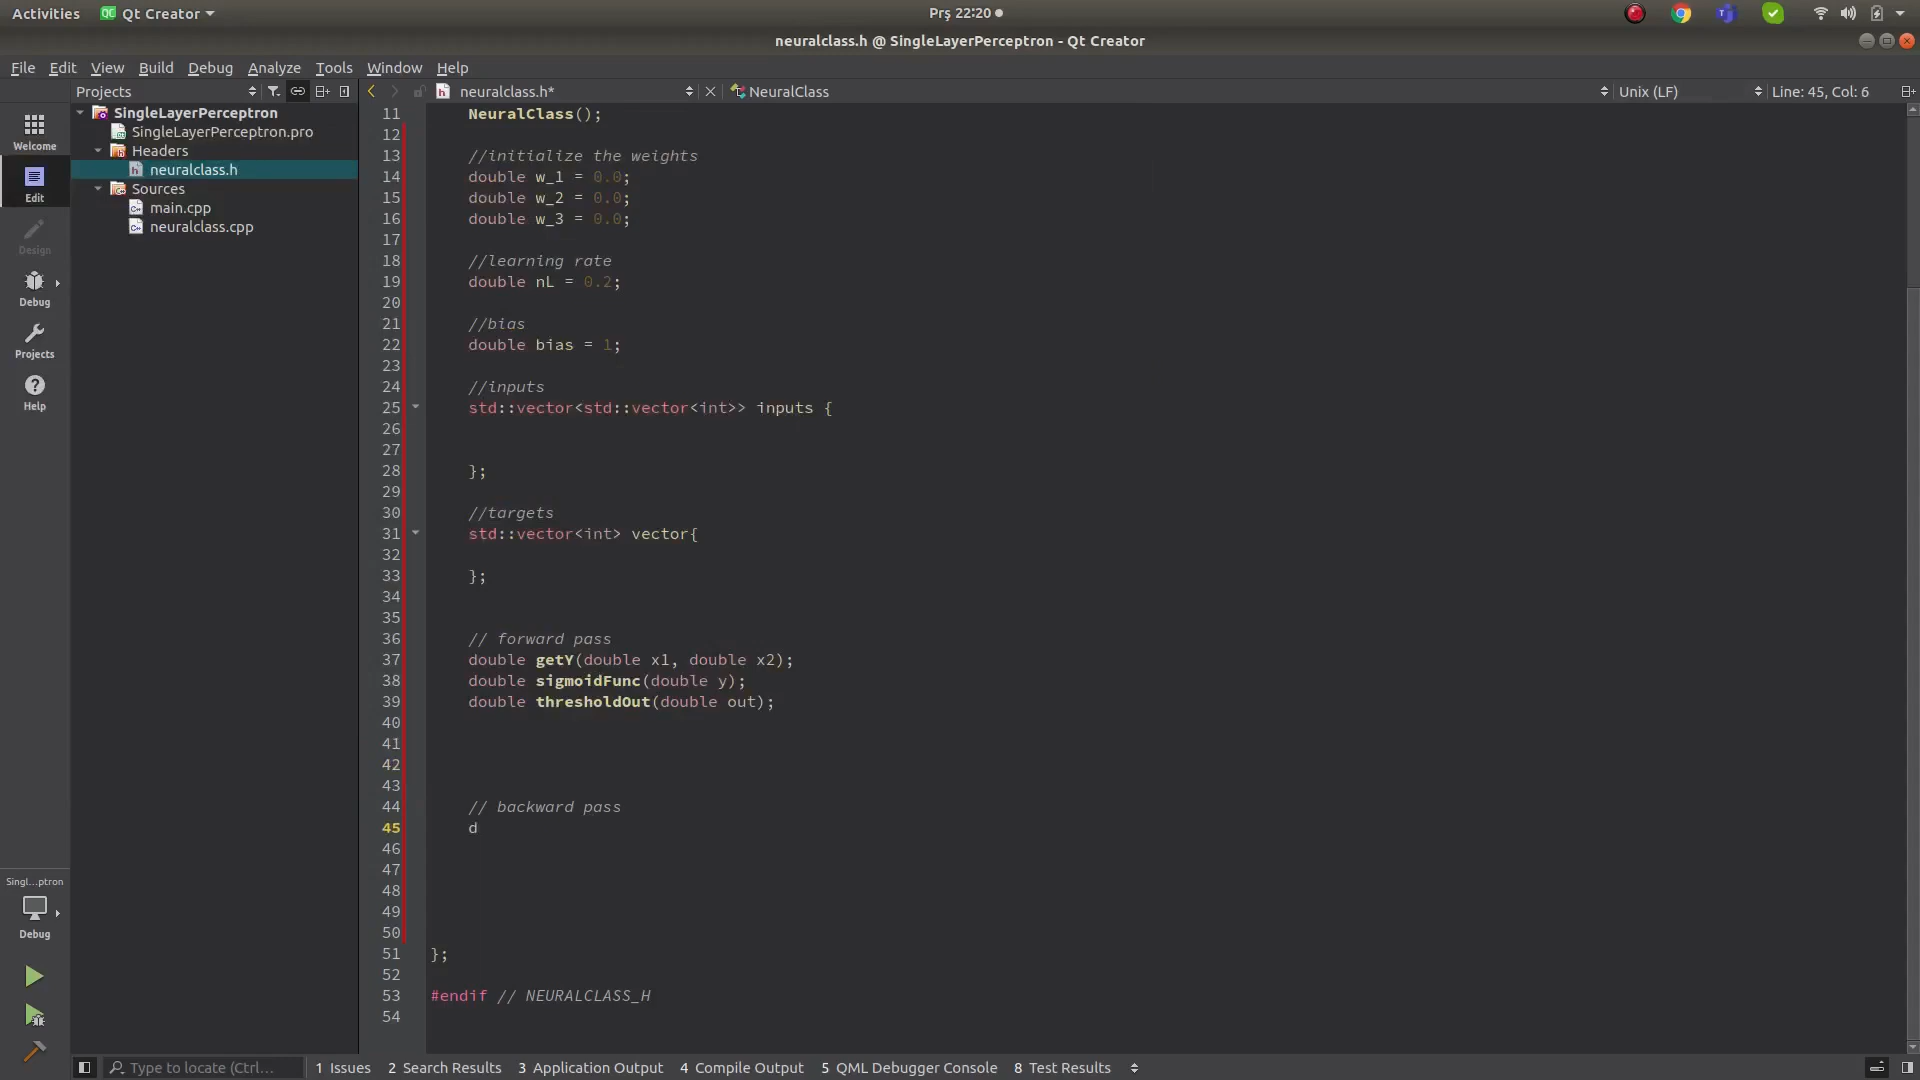 Activities Qt Creator Prş 22:20
neuralclass.h @ SingleLayerPerceptron - Qt Creator
File Edit View Build Debug Analyze Tools Window Help
Projects neuralclass.h* NeuralClass Unix (LF) Line: 45, Col: 6
SingleLayerPerceptron
SingleLayerPerceptron.pro
Headers
neuralclass.h
Sources
main.cpp
neuralclass.cpp
Welcome
Edit
Design
Debug
Projects
Help
Singl...ptron
Debug
11 NeuralClass();
12
13 //initialize the weights
14 double w_1 = 0.0;
15 double w_2 = 0.0;
16 double w_3 = 0.0;
17
18 //learning rate
19 double nL = 0.2;
20
21 //bias
22 double bias = 1;
23
24 //inputs
25 std::vector<std::vector<int>> inputs {
26
27
28 };
29
30 //targets
31 std::vector<int> vector{
32
33 };
34
35
36 // forward pass
37 double getY(double x1, double x2);
38 double sigmoidFunc(double y);
39 double thresholdOut(double out);
40
41
42
43
44 // backward pass
45 d
46
47
48
49
50
51 };
52
53 #endif // NEURALCLASS_H
54
Type to locate (Ctrl... 1 Issues 2 Search Results 3 Application Output 4 Compile Output 5 QML Debugger Console 8 Test Results